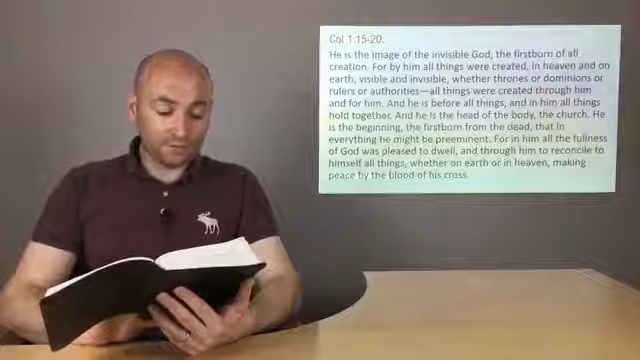 Col 1.15-20.
He is the image of the invisible God, the firstborn of all
creation. For by him all things were created, in heaven and on
earth, visible and invisible, whether thrones or dominions or
rulers or authorities—all things were created through him
and for him. And he is before all things, and in him all things
hold together. And he is the head of the body, the church. He
is the beginning, the firstborn from the dead, that in
everything he might be preeminent. For in him all the fullness
of God was pleased to dwell, and through him to reconcile to
himself all things, whether on earth or in heaven, making
peace by the blood of his cross.